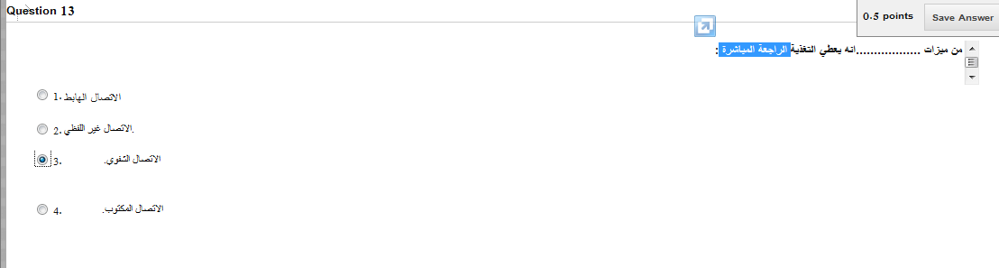 Question 13
0.5 points
Save Answer
من ميزات ..................انه يعطي التغذية الراجعة المباشرة :
1. الاتصال الهابط
2. الاتصال غير اللفظي.
3. الاتصال الشفوي.
4. الاتصال المكتوب.